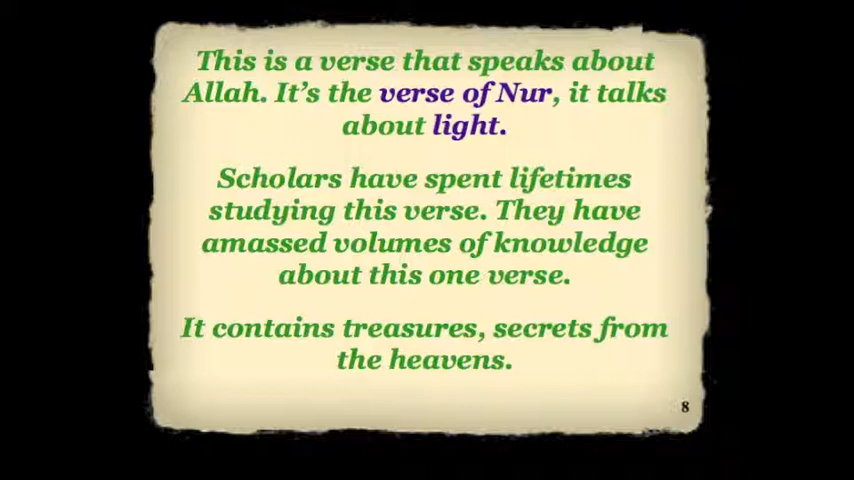 This is a verse that speaks about
Allah. It's the verse of Nur, it talks
about light.
Scholars have spent lifetimes
studying this verse. They have
amassed volumes of knowledge
about this one verse.
It contains treasures, secrets from
the heavens.
8